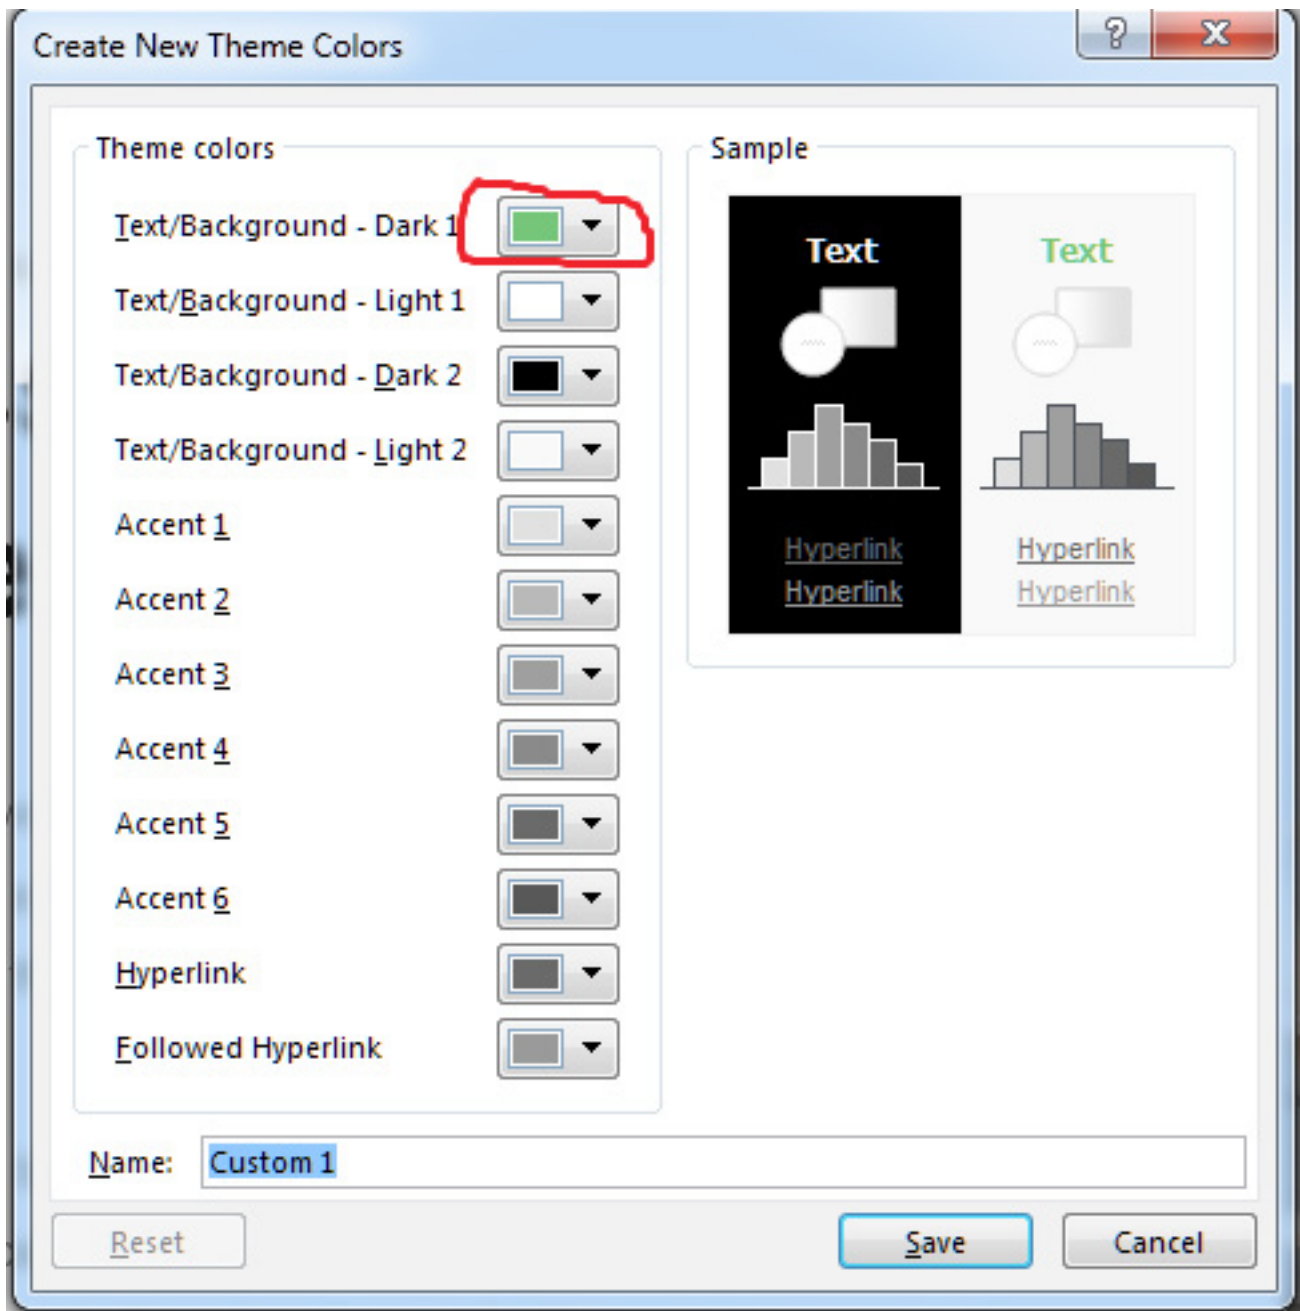 Create New Theme Colors
Theme colors
Text/Background - Dark 1
Text/Background - Light 1
Text/Background - Dark 2
Text/Background - Light 2
Accent 1
Accent 2
Accent 3
Accent 4
Accent 5
Accent 6
Hyperlink
Followed Hyperlink
Sample
Text Text
Hyperlink Hyperlink
Hyperlink Hyperlink
Name: Custom 1
Reset Save Cancel